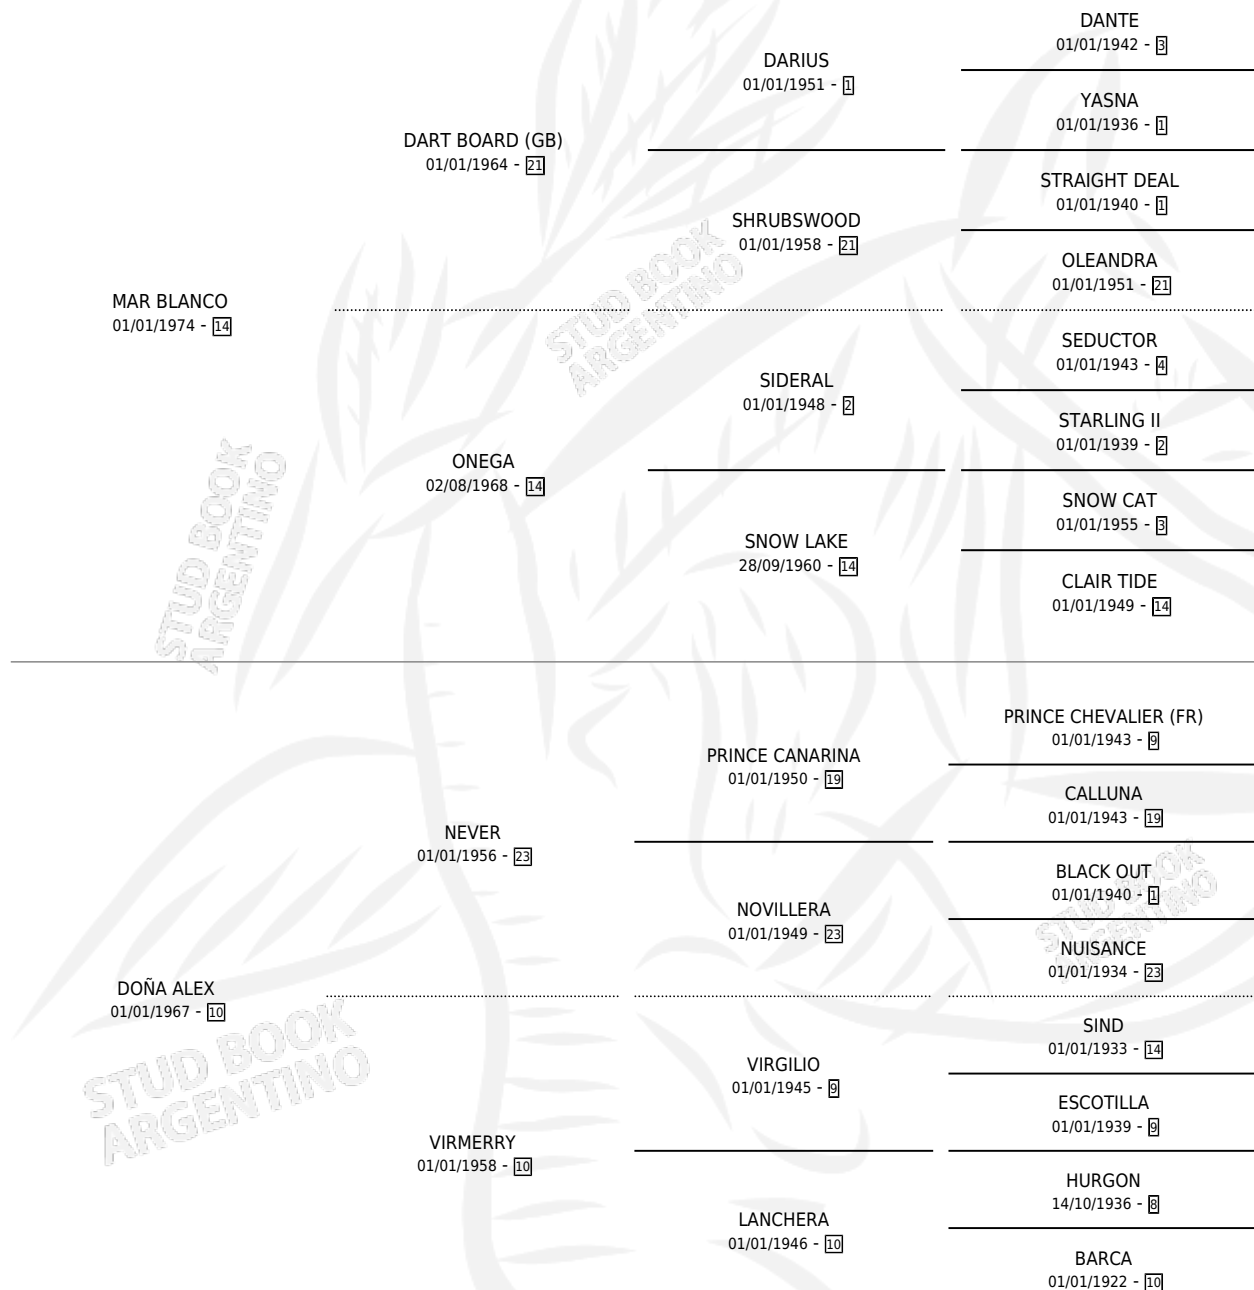 DANTE
01/01/1942 - 3
DARIUS
01/01/1951 - 1
YASNA
01/01/1936 - 1
DART BOARD (GB)
01/01/1964 - 21
STRAIGHT DEAL
01/01/1940 - 1
SHRUBSWOOD
01/01/1958 - 21
OLEANDRA
01/01/1951 - 21
MAR BLANCO
01/01/1974 - 14
STUD BOOK
ARGENTINO
SEDUCTOR
01/01/1943 - 4
SIDERAL
01/01/1948 - 2
STARLING II
01/01/1939 - 2
ONEGA
02/08/1968 - 14
SNOW CAT
01/01/1955 - 3
SNOW LAKE
28/09/1960 - 14
CLAIR TIDE
01/01/1949 - 14
STUD BOOK
ARGENTINO
PRINCE CHEVALIER (FR)
01/01/1943 - 9
PRINCE CANARINA
01/01/1950 - 19
CALLUNA
01/01/1943 - 19
NEVER
01/01/1956 - 23
BLACK OUT
01/01/1940 - 1
NOVILLERA
01/01/1949 - 23
STUD BOOK
ARGENTINO
NUISANCE
01/01/1934 - 23
DOÑA ALEX
01/01/1967 - 10
SIND
01/01/1933 - 14
VIRGILIO
01/01/1945 - 9
STUD BOOK
ARGENTINO
ESCOTILLA
01/01/1939 - 9
VIRMERRY
01/01/1958 - 10
HURGON
14/10/1936 - 8
LANCHERA
01/01/1946 - 10
BARCA
01/01/1922 - 10